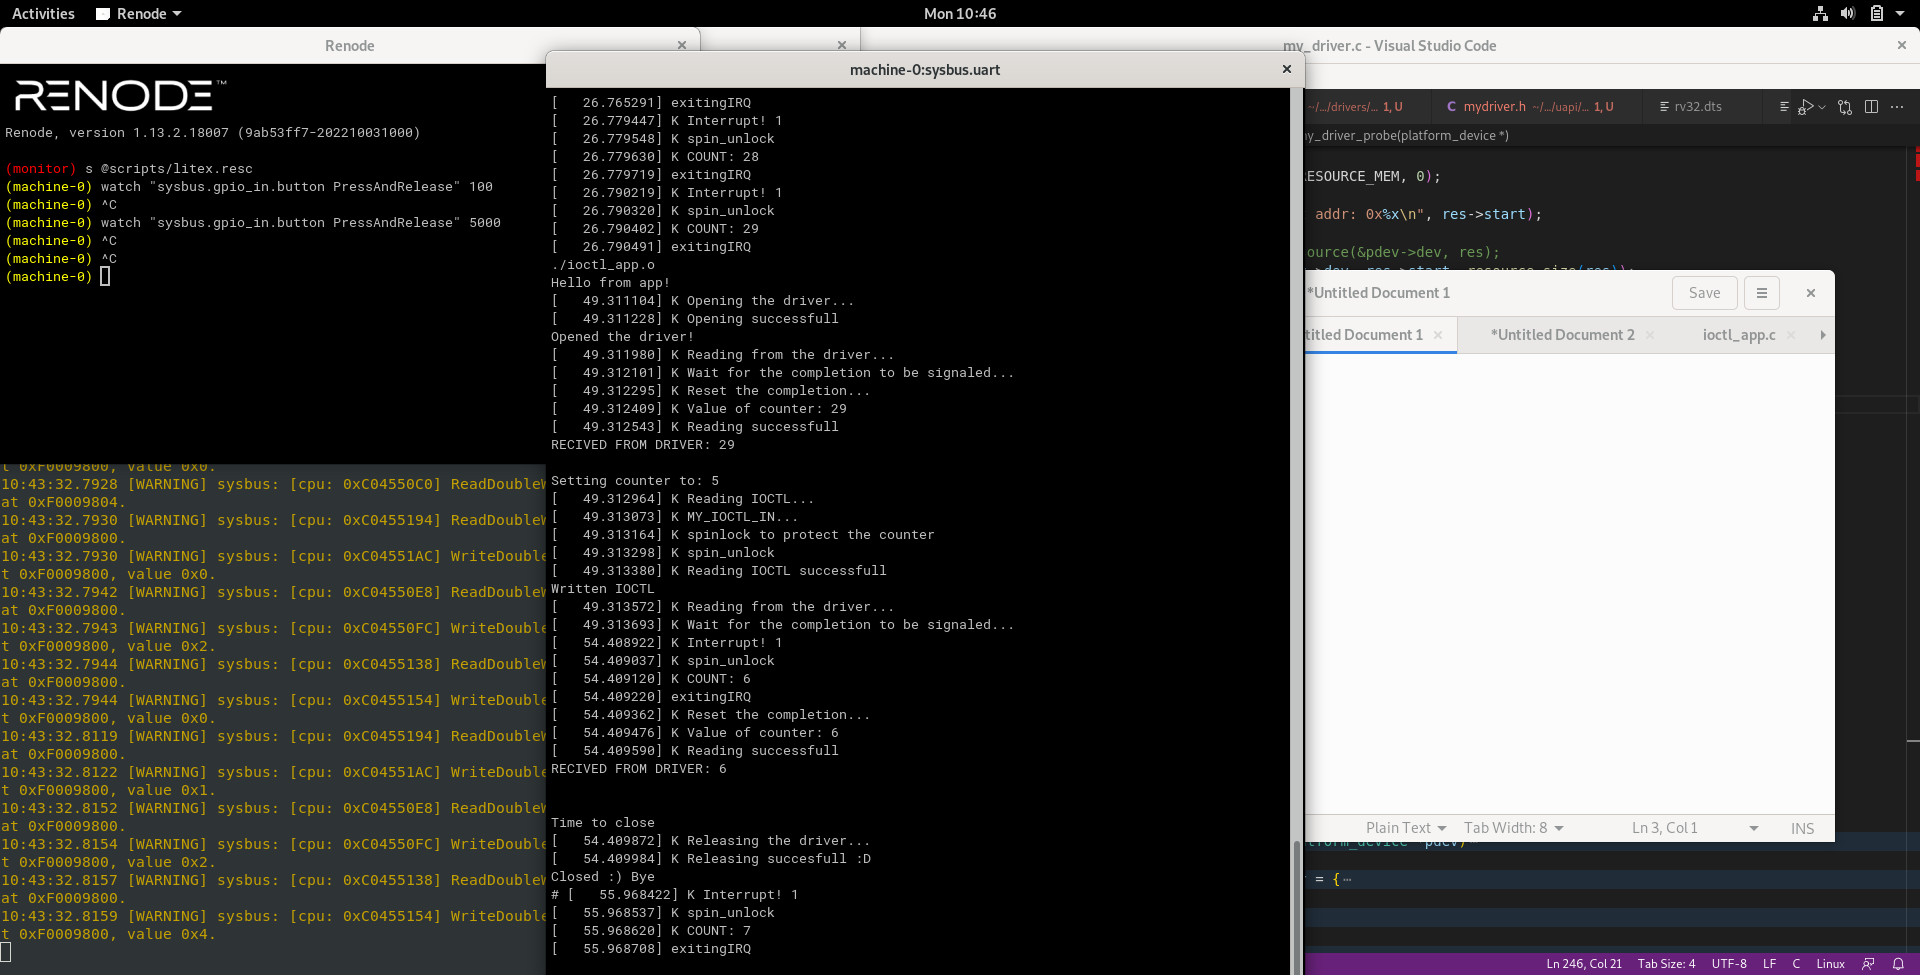 Activities
Renode
Mon 10:46
Renode
RENODE
Renode, version 1.13.2.18007 (9ab53ff7-202210031000)
(monitor) s @scripts/litex.resc
(machine-0) watch "sysbus.gpio_in.button PressAndRelease" 100
(machine-0) ^C
(machine-0) watch "sysbus.gpio_in.button PressAndRelease" 5000
(machine-0) ^C
(machine-0) ^C
(machine-0)
t 0xF0009800, value 0x0.
10:43:32.7928 [WARNING] sysbus: [cpu: 0xC04550C0] ReadDouble
at 0xF0009804.
10:43:32.7930 [WARNING] sysbus: [cpu: 0xC0455194] ReadDouble
at 0xF0009800.
10:43:32.7930 [WARNING] sysbus: [cpu: 0xC04551AC] WriteDouble
t 0xF0009800, value 0x0.
10:43:32.7942 [WARNING] sysbus: [cpu: 0xC04550E8] ReadDouble
at 0xF0009800.
10:43:32.7943 [WARNING] sysbus: [cpu: 0xC04550FC] WriteDouble
t 0xF0009800, value 0x2.
10:43:32.7944 [WARNING] sysbus: [cpu: 0xC0455138] ReadDouble
at 0xF0009800.
10:43:32.7944 [WARNING] sysbus: [cpu: 0xC0455154] WriteDouble
t 0xF0009800, value 0x0.
10:43:32.8119 [WARNING] sysbus: [cpu: 0xC0455194] ReadDouble
at 0xF0009800.
10:43:32.8122 [WARNING] sysbus: [cpu: 0xC04551AC] WriteDouble
t 0xF0009800, value 0x1.
10:43:32.8152 [WARNING] sysbus: [cpu: 0xC04550E8] ReadDouble
at 0xF0009800.
10:43:32.8154 [WARNING] sysbus: [cpu: 0xC04550FC] WriteDouble
t 0xF0009800, value 0x2.
10:43:32.8157 [WARNING] sysbus: [cpu: 0xC0455138] ReadDouble
at 0xF0009800.
10:43:32.8159 [WARNING] sysbus: [cpu: 0xC0455154] WriteDouble
t 0xF0009800, value 0x4.
machine-0:sysbus.uart
[   26.765291] exitingIRQ
[   26.779447] K Interrupt! 1
[   26.779548] K spin_unlock
[   26.779630] K COUNT: 28
[   26.779719] exitingIRQ
[   26.790219] K Interrupt! 1
[   26.790320] K spin_unlock
[   26.790402] K COUNT: 29
[   26.790491] exitingIRQ
./ioctl_app.o
Hello from app!
[   49.311104] K Opening the driver...
[   49.311228] K Opening successfull
Opened the driver!
[   49.311980] K Reading from the driver...
[   49.312101] K Wait for the completion to be signaled...
[   49.312295] K Reset the completion...
[   49.312409] K Value of counter: 29
[   49.312543] K Reading successfull
RECIVED FROM DRIVER: 29
Setting counter to: 5
[   49.312964] K Reading IOCTL...
[   49.313073] K MY_IOCTL_IN...
[   49.313164] K spinlock to protect the counter
[   49.313298] K spin_unlock
[   49.313380] K Reading IOCTL successfull
Written IOCTL
[   49.313572] K Reading from the driver...
[   49.313693] K Wait for the completion to be signaled...
[   54.408922] K Interrupt! 1
[   54.409037] K spin_unlock
[   54.409120] K COUNT: 6
[   54.409220] exitingIRQ
[   54.409362] K Reset the completion...
[   54.409476] K Value of counter: 6
[   54.409590] K Reading successfull
RECIVED FROM DRIVER: 6
Time to close
[   54.409872] K Releasing the driver...
[   54.409984] K Releasing succesfull :D
Closed :) Bye
# [   55.968422] K Interrupt! 1
[   55.968537] K spin_unlock
[   55.968620] K COUNT: 7
[   55.968708] exitingIRQ
my_driver.c - Visual Studio Code
~/.../drivers/... 1, U
C mydriver.h ~/.../uapi/... 1, U
rv32.dts
my_driver_probe(platform_device *)
RESOURCE_MEM, 0);
addr: 0x%x\n", res->start);
ource(&pdev->dev, res);
*Untitled Document 1
Save
titled Document 1
*Untitled Document 2
ioctl_app.c
Plain Text
Tab Width: 8
Ln 3, Col 1
INS
= {…
Ln 246, Col 21
Tab Size: 4
UTF-8
LF
C
Linux